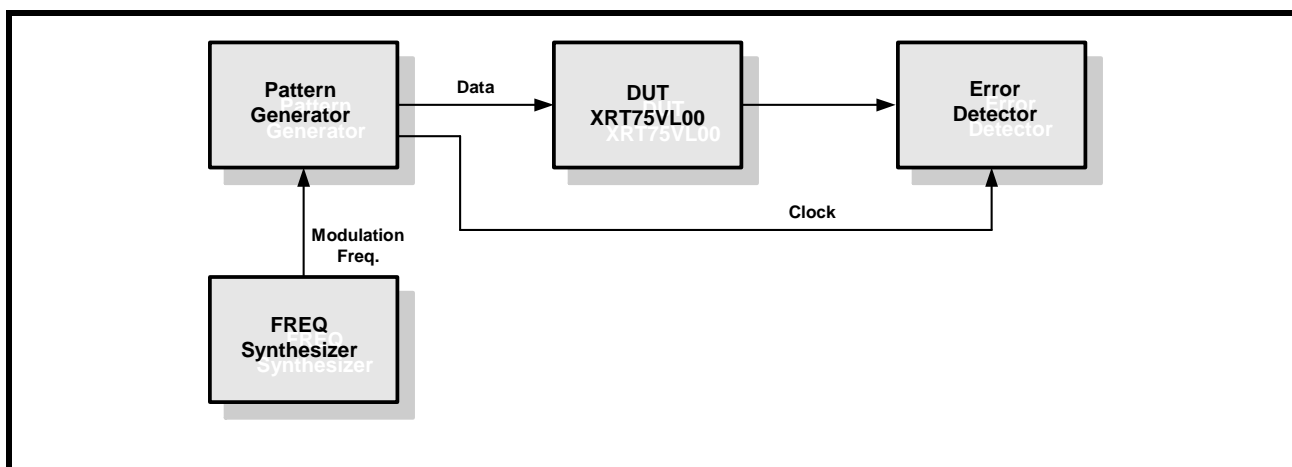 Pattern
Generator
Data
DUT
XRT75VL00
Error
Detector
Clock
Modulation
Freq.
FREQ
Synthesizer